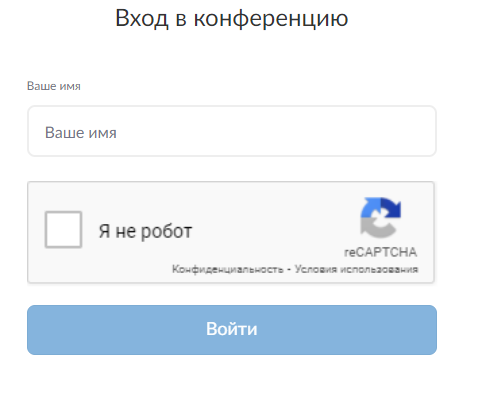 Вход в конференцию
Ваше имя
Ваше имя
Я не робот
reCAPTCHA
Конфиденциальность - Условия использования
Войти